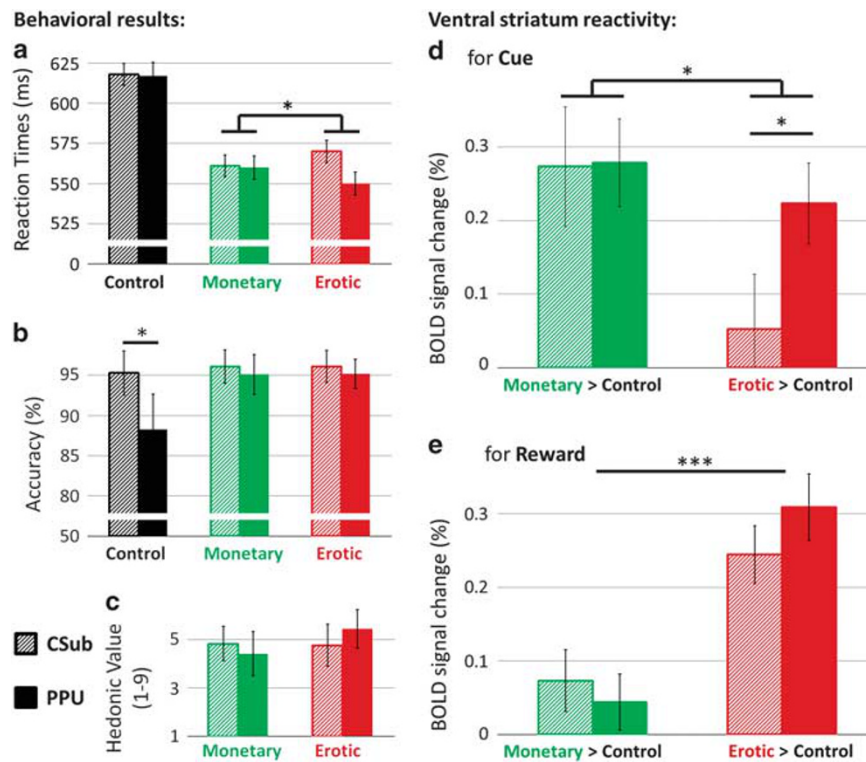 Behavioral results:
a
Reaction Times (ms)
625
600
575
550
525
0
*
Control
Monetary
Erotic
b
Accuracy (%)
95
90
85
80
50
*
Control
Monetary
Erotic
c
Hedonic Value
(1-9)
5
3
1
Monetary
Erotic
CSub
PPU
Ventral striatum reactivity:
d
for Cue
BOLD signal change (%)
0.3
0.2
0.1
0
*
*
Monetary > Control
Erotic > Control
e
for Reward
BOLD signal change (%)
0.3
0.2
0.1
0
***
Monetary > Control
Erotic > Control